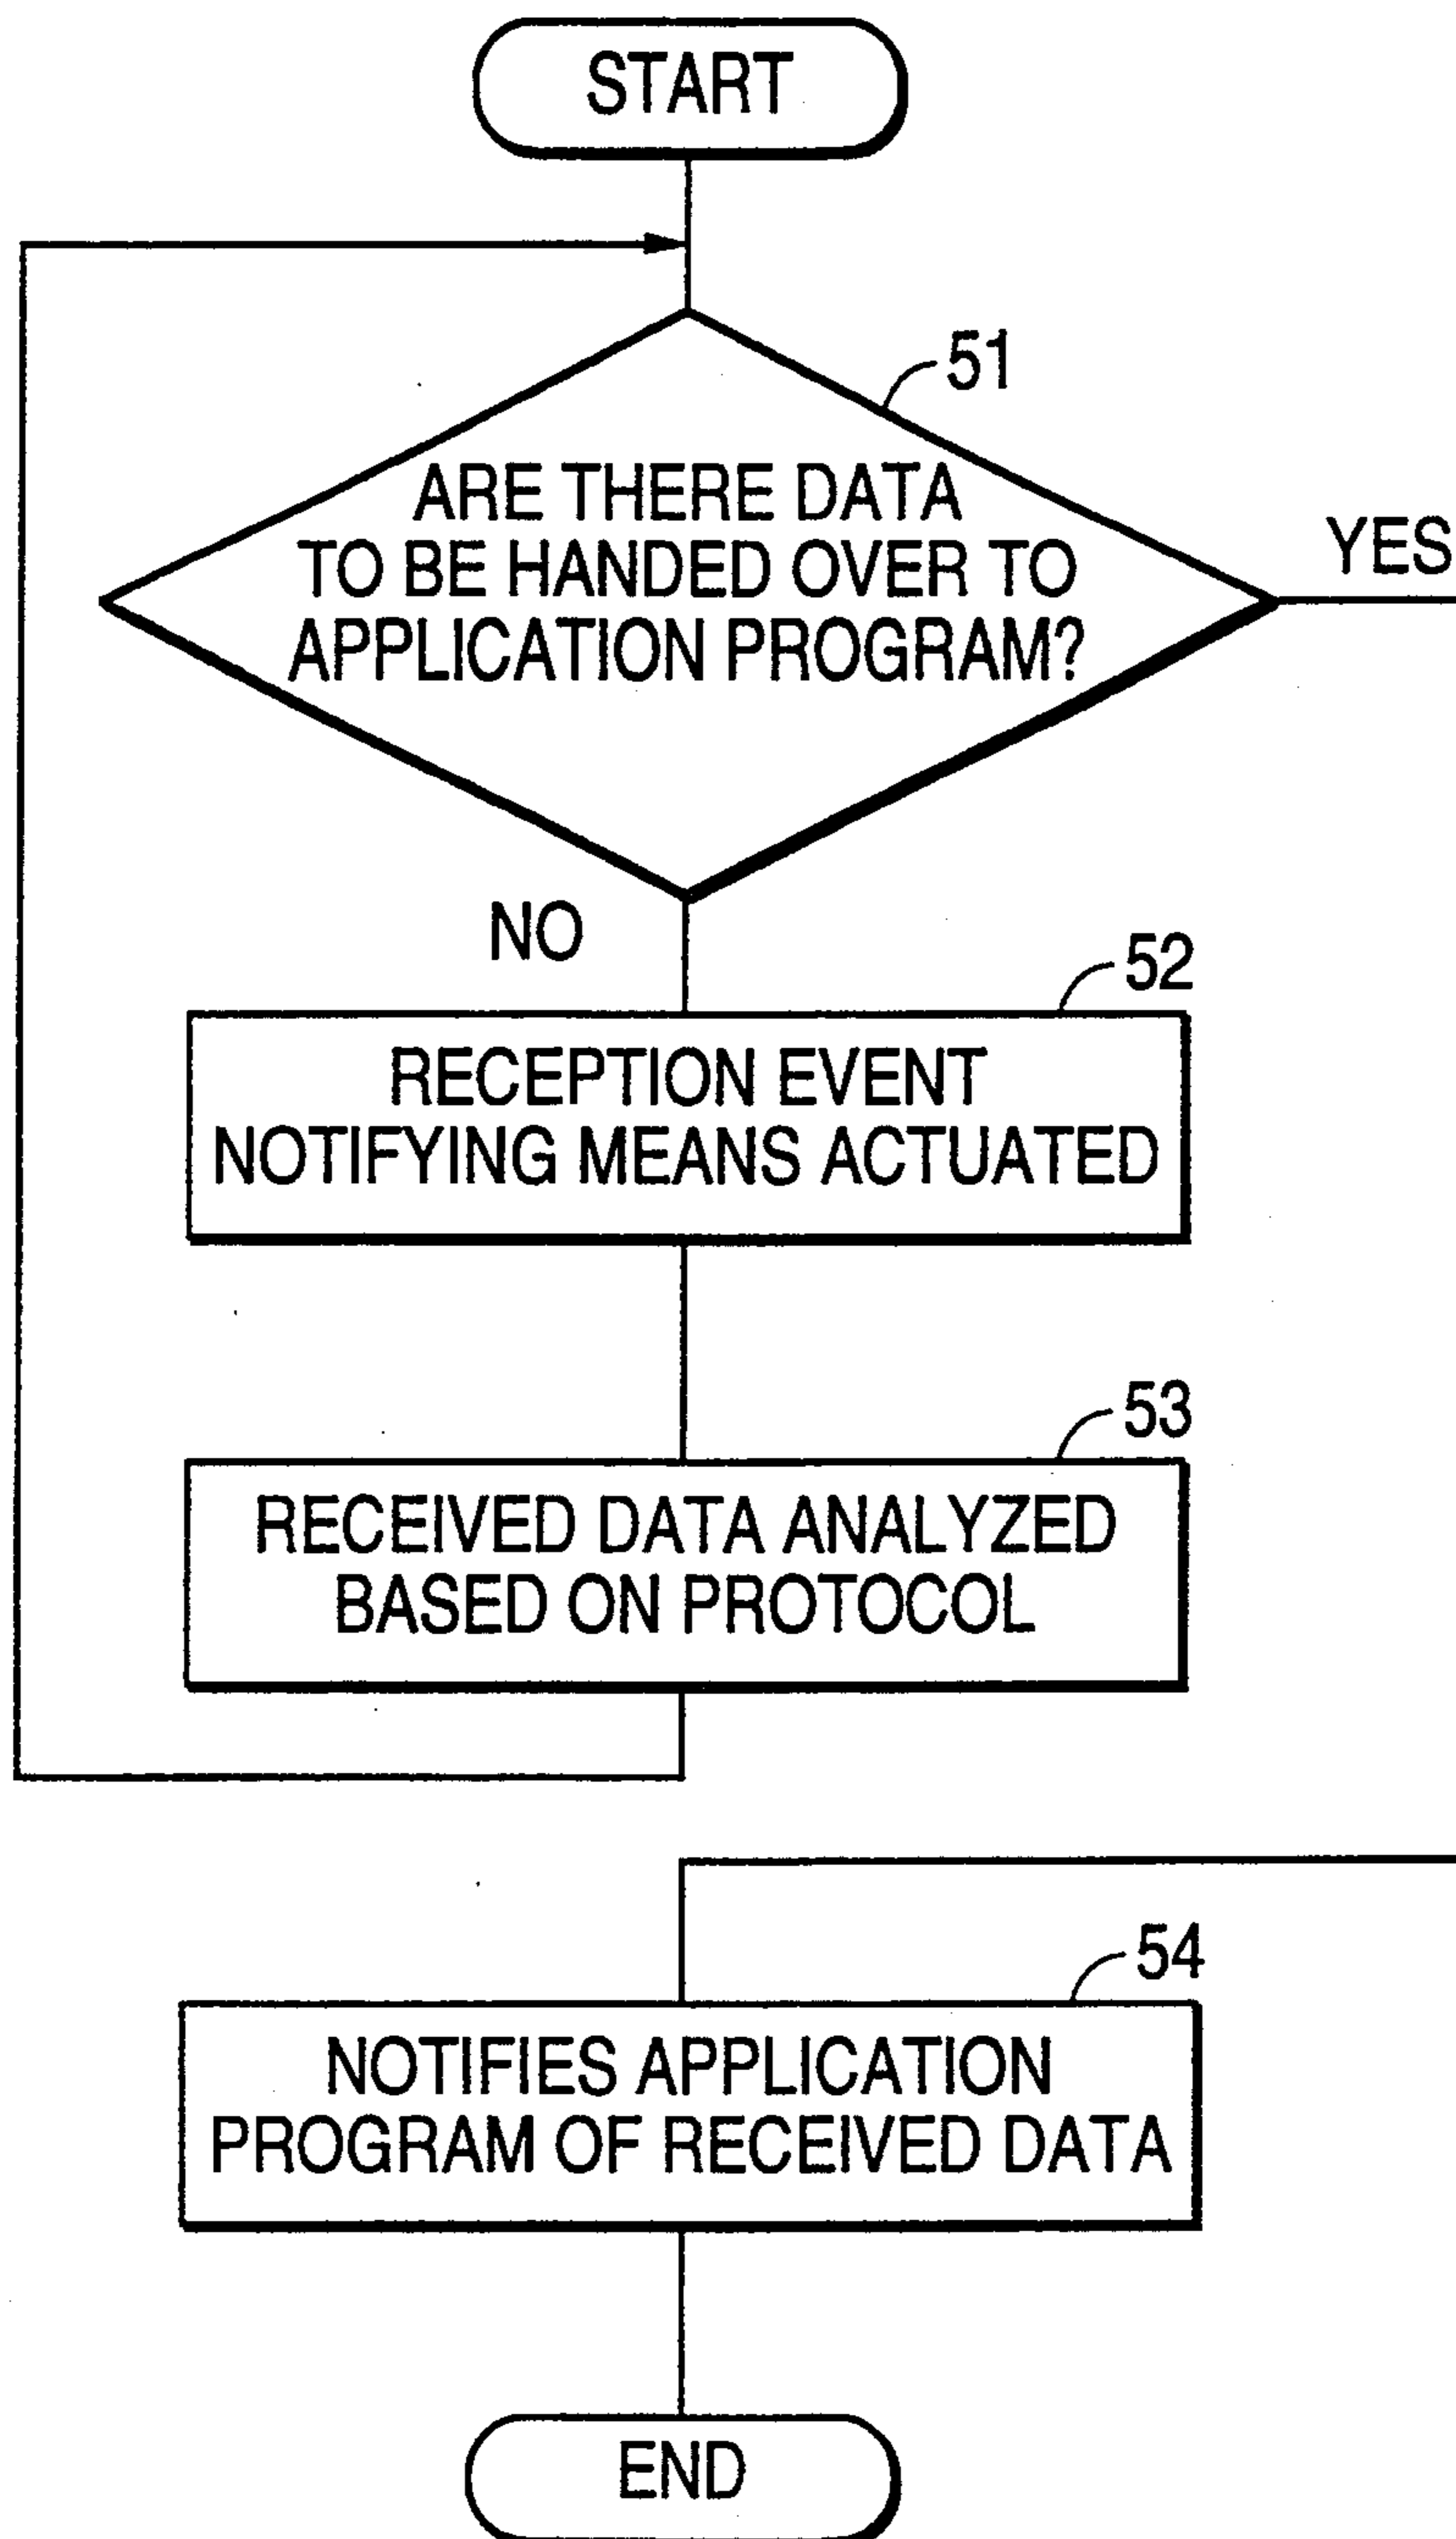 START
51
ARE THERE DATA
TO BE HANDED OVER TO
APPLICATION PROGRAM?
YES
NO
52
RECEPTION EVENT
NOTIFYING MEANS ACTUATED
53
RECEIVED DATA ANALYZED
BASED ON PROTOCOL
54
NOTIFIES APPLICATION
PROGRAM OF RECEIVED DATA
END